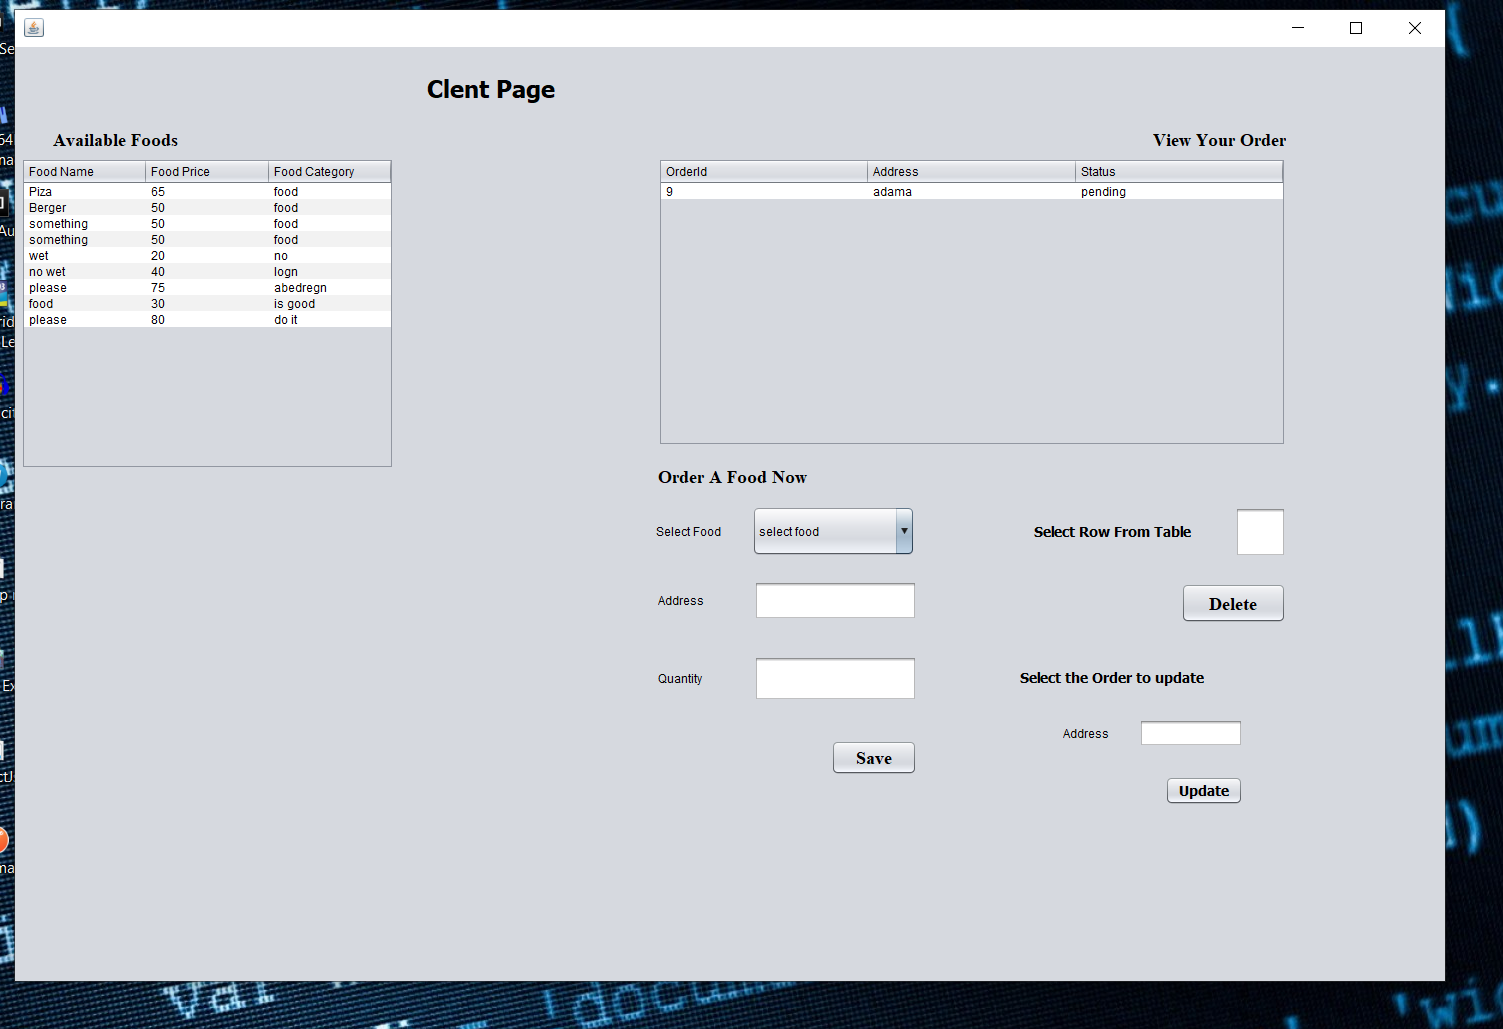 Clent Page
Available Foods
Food Name Food Price Food Category
Piza 65 food
Berger 50 food
something 50 food
something 50 food
wet 20 no
no wet 40 logn
please 75 abedregn
food 30 is good
please 80 do it
View Your Order
OrderId Address Status
9 adama pending
Order A Food Now
Select Food select food
Address
Quantity
Save
Select Row From Table
Delete
Select the Order to update
Address
Update